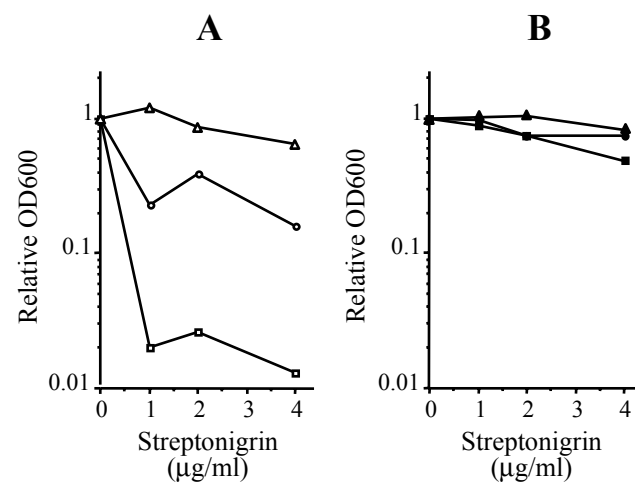 A
Relative OD600
1
0.1
0.01
0 1 2 3 4
Streptonigrin
(µg/ml)
B
Relative OD600
1
0.1
0.01
0 1 2 3 4
Streptonigrin
(µg/ml)